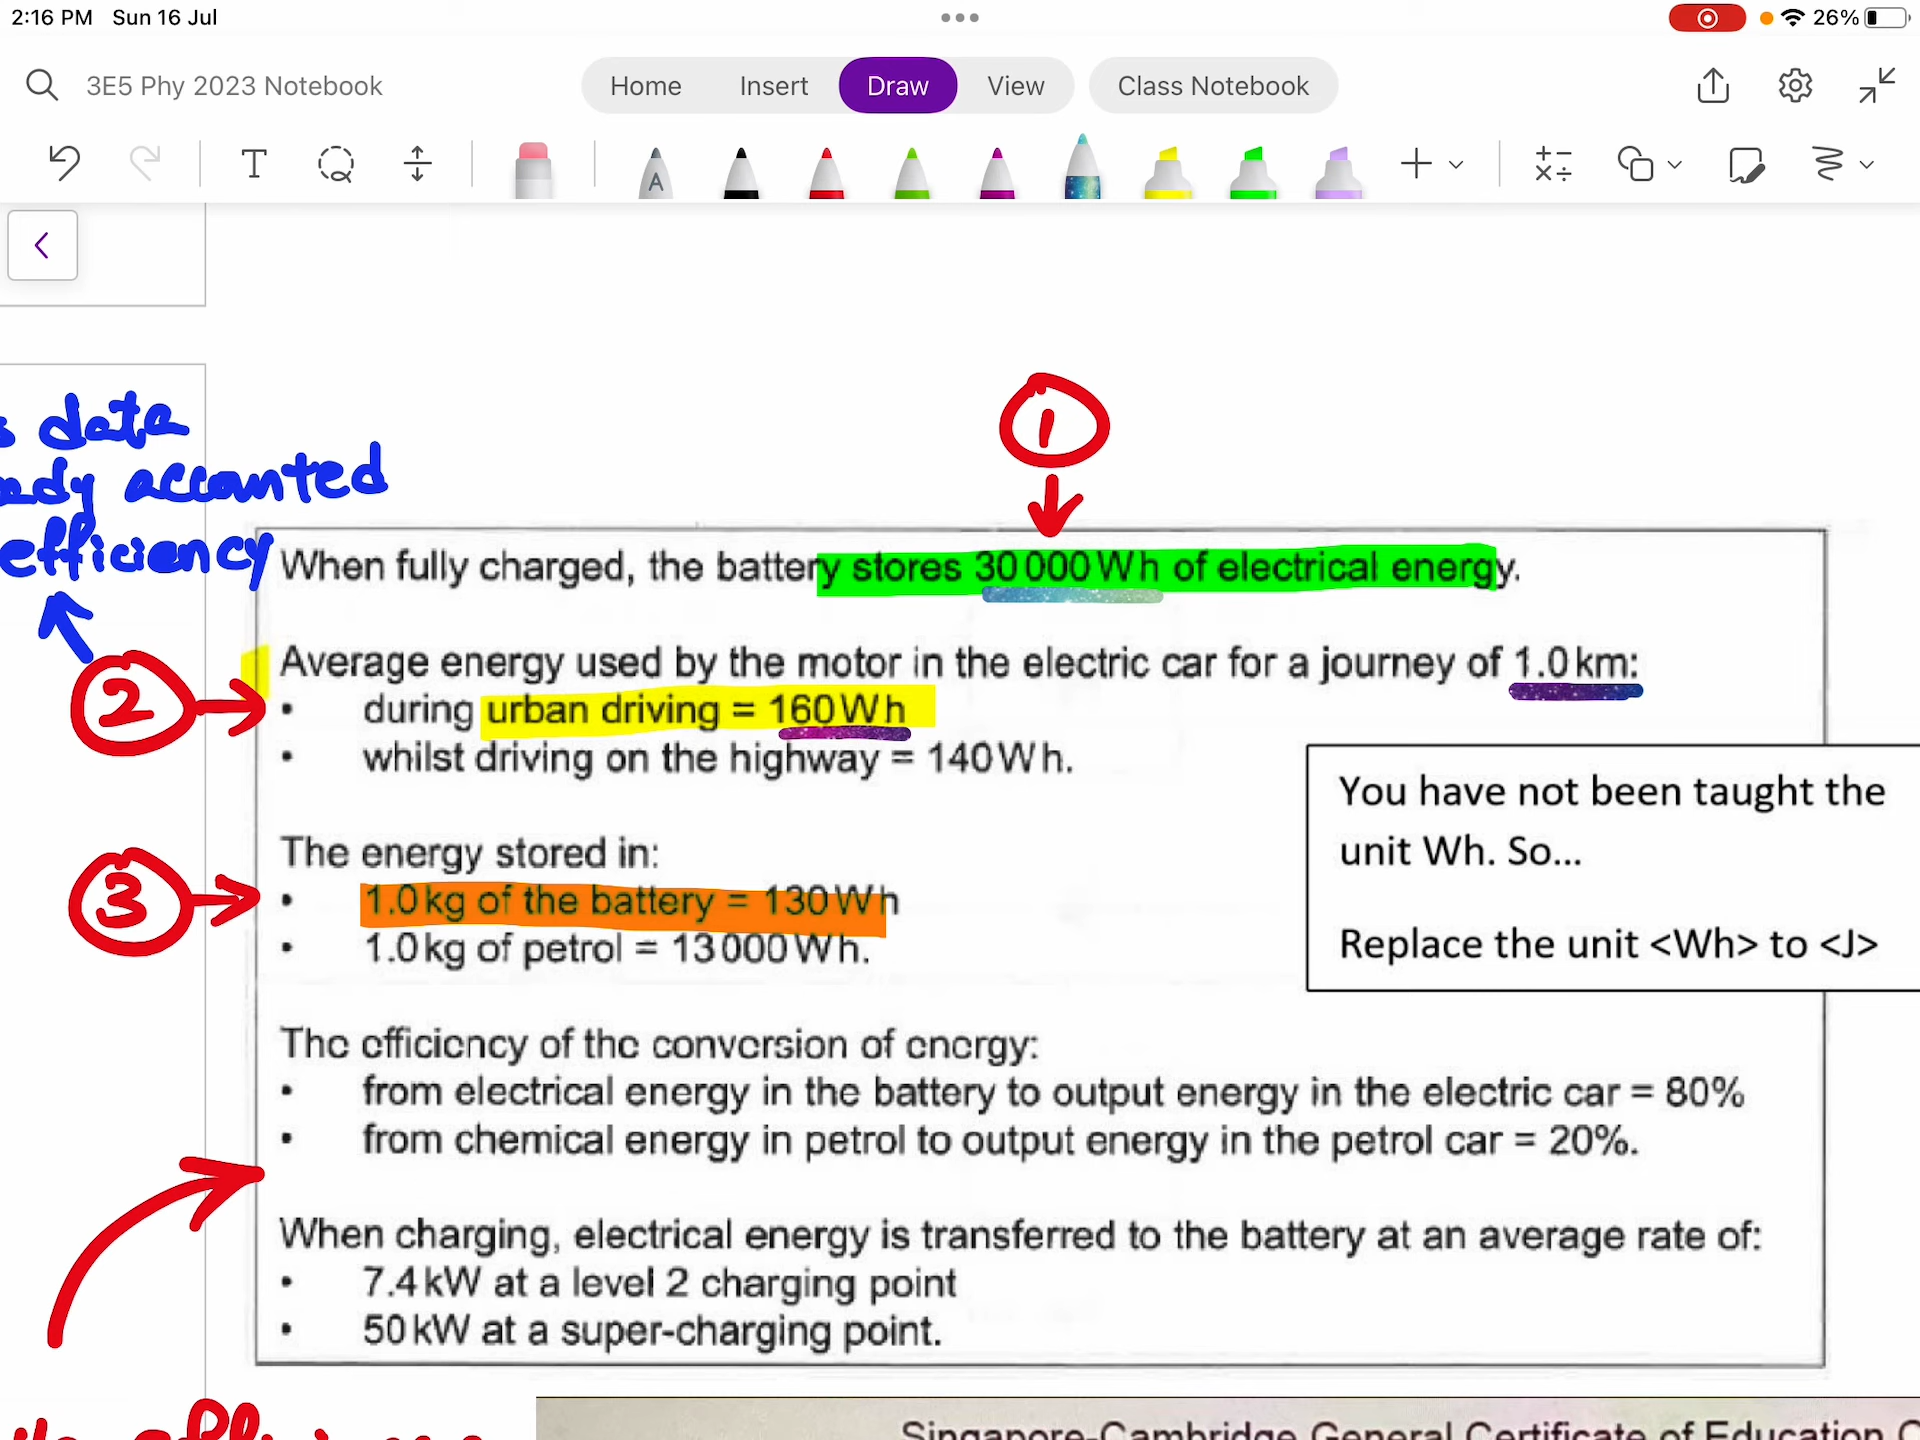 2:16 PM Sun 16 Jul
26%
3E5 Phy 2023 Notebook
Home Insert Draw View Class Notebook
T
A
data
accounted
efficiency
1
When fully charged, the battery stores 30 000 W h of electrical energy.
Average energy used by the motor in the electric car for a journey of 1.0 km:
2
• during urban driving = 160 W h
• whilst driving on the highway = 140 W h.
You have not been taught the
unit Wh. So...
Replace the unit <Wh> to <J>
The energy stored in:
3
• 1.0 kg of the battery = 130 W h
• 1.0 kg of petrol = 13 000 W h.
The efficiency of the conversion of energy:
• from electrical energy in the battery to output energy in the electric car = 80%
• from chemical energy in petrol to output energy in the petrol car = 20%.
When charging, electrical energy is transferred to the battery at an average rate of:
• 7.4 kW at a level 2 charging point
• 50 kW at a super-charging point.
Singapore-Cambridge General Certificate of Education